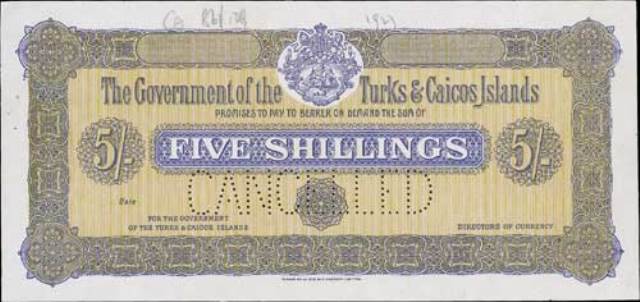 The Government of the Turks & Caicos Islands
PROMISES TO PAY TO BEARER ON DEMAND THE SUM OF
5/- FIVE SHILLINGS 5/-
CANCELLED
Date
FOR THE GOVERNMENT
OF THE TURKS & CAICOS ISLANDS
DIRECTORS OF CURRENCY